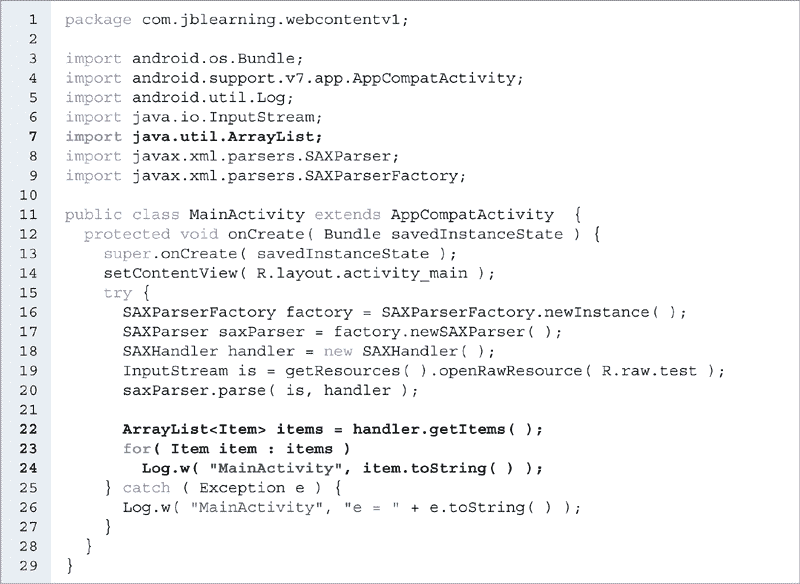 1 package com.jblearning.webcontentv1;
2
3 import android.os.Bundle;
4 import android.support.v7.app.AppCompatActivity;
5 import android.util.Log;
6 import java.io.InputStream;
7 import java.util.ArrayList;
8 import javax.xml.parsers.SAXParser;
9 import javax.xml.parsers.SAXParserFactory;
10
11 public class MainActivity extends AppCompatActivity  {
12   protected void onCreate( Bundle savedInstanceState ) {
13     super.onCreate( savedInstanceState );
14     setContentView( R.layout.activity_main );
15     try {
16       SAXParserFactory factory = SAXParserFactory.newInstance( );
17       SAXParser saxParser = factory.newSAXParser( );
18       SAXHandler handler = new SAXHandler( );
19       InputStream is = getResources( ).openRawResource( R.raw.test );
20       saxParser.parse( is, handler );
21
22       ArrayList<Item> items = handler.getItems( );
23       for( Item item : items )
24         Log.w( "MainActivity", item.toString( ) );
25     } catch ( Exception e ) {
26       Log.w( "MainActivity", "e = " + e.toString( ) );
27     }
28   }
29 }